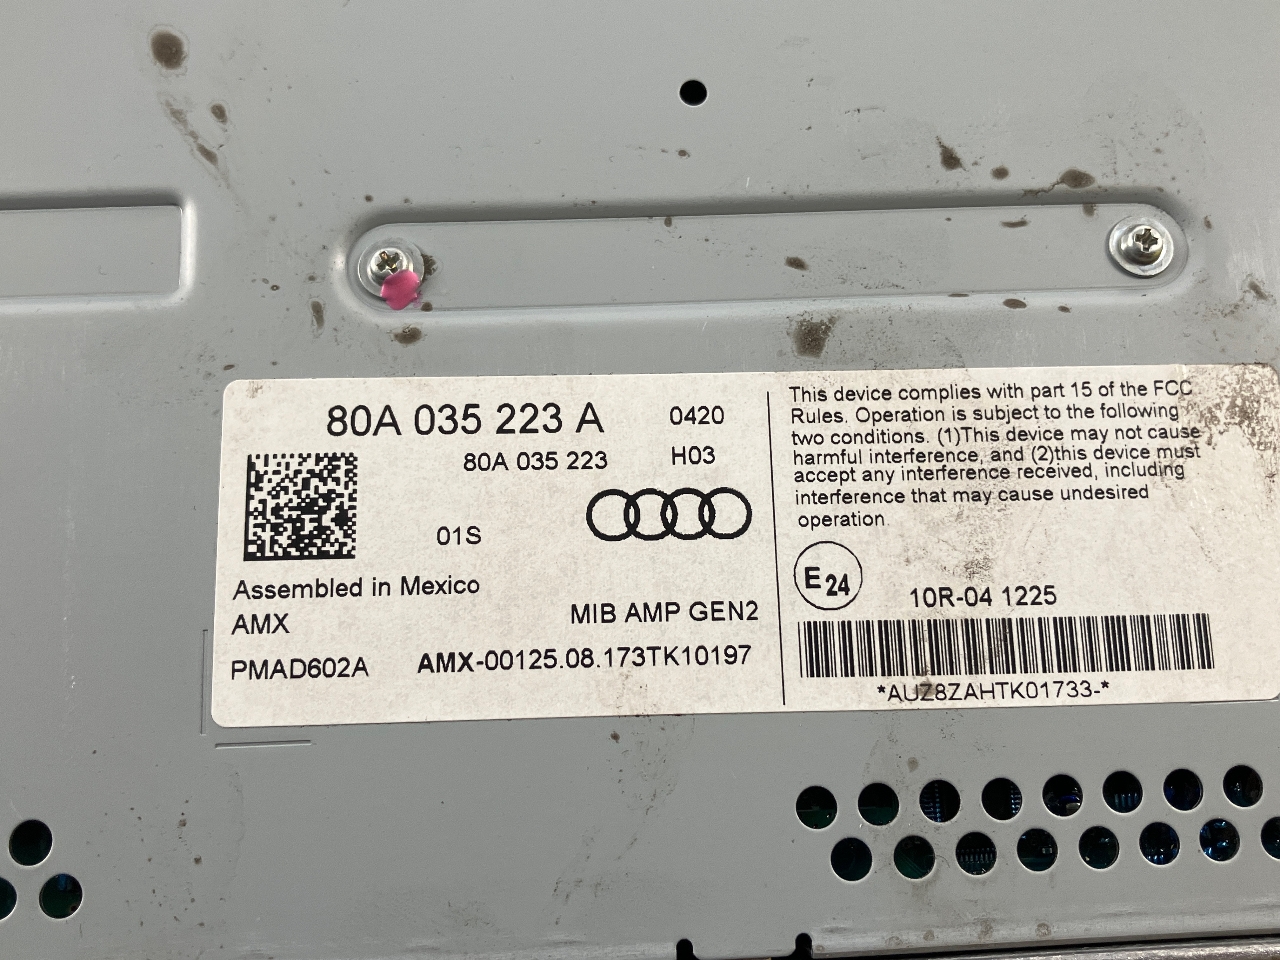 80A 035 223 A 0420
80A 035 223 H03
01S
Assembled in Mexico
AMX MIB AMP GEN2
PMAD602A AMX-00125.08.173TK10197
This device complies with part 15 of the FCC
Rules. Operation is subject to the following
two conditions. (1)This device may not cause
harmful interference, and (2)this device must
accept any interference received, including
interference that may cause undesired
operation.
E24
10R-04 1225
*AUZ8ZAHTK01733-*